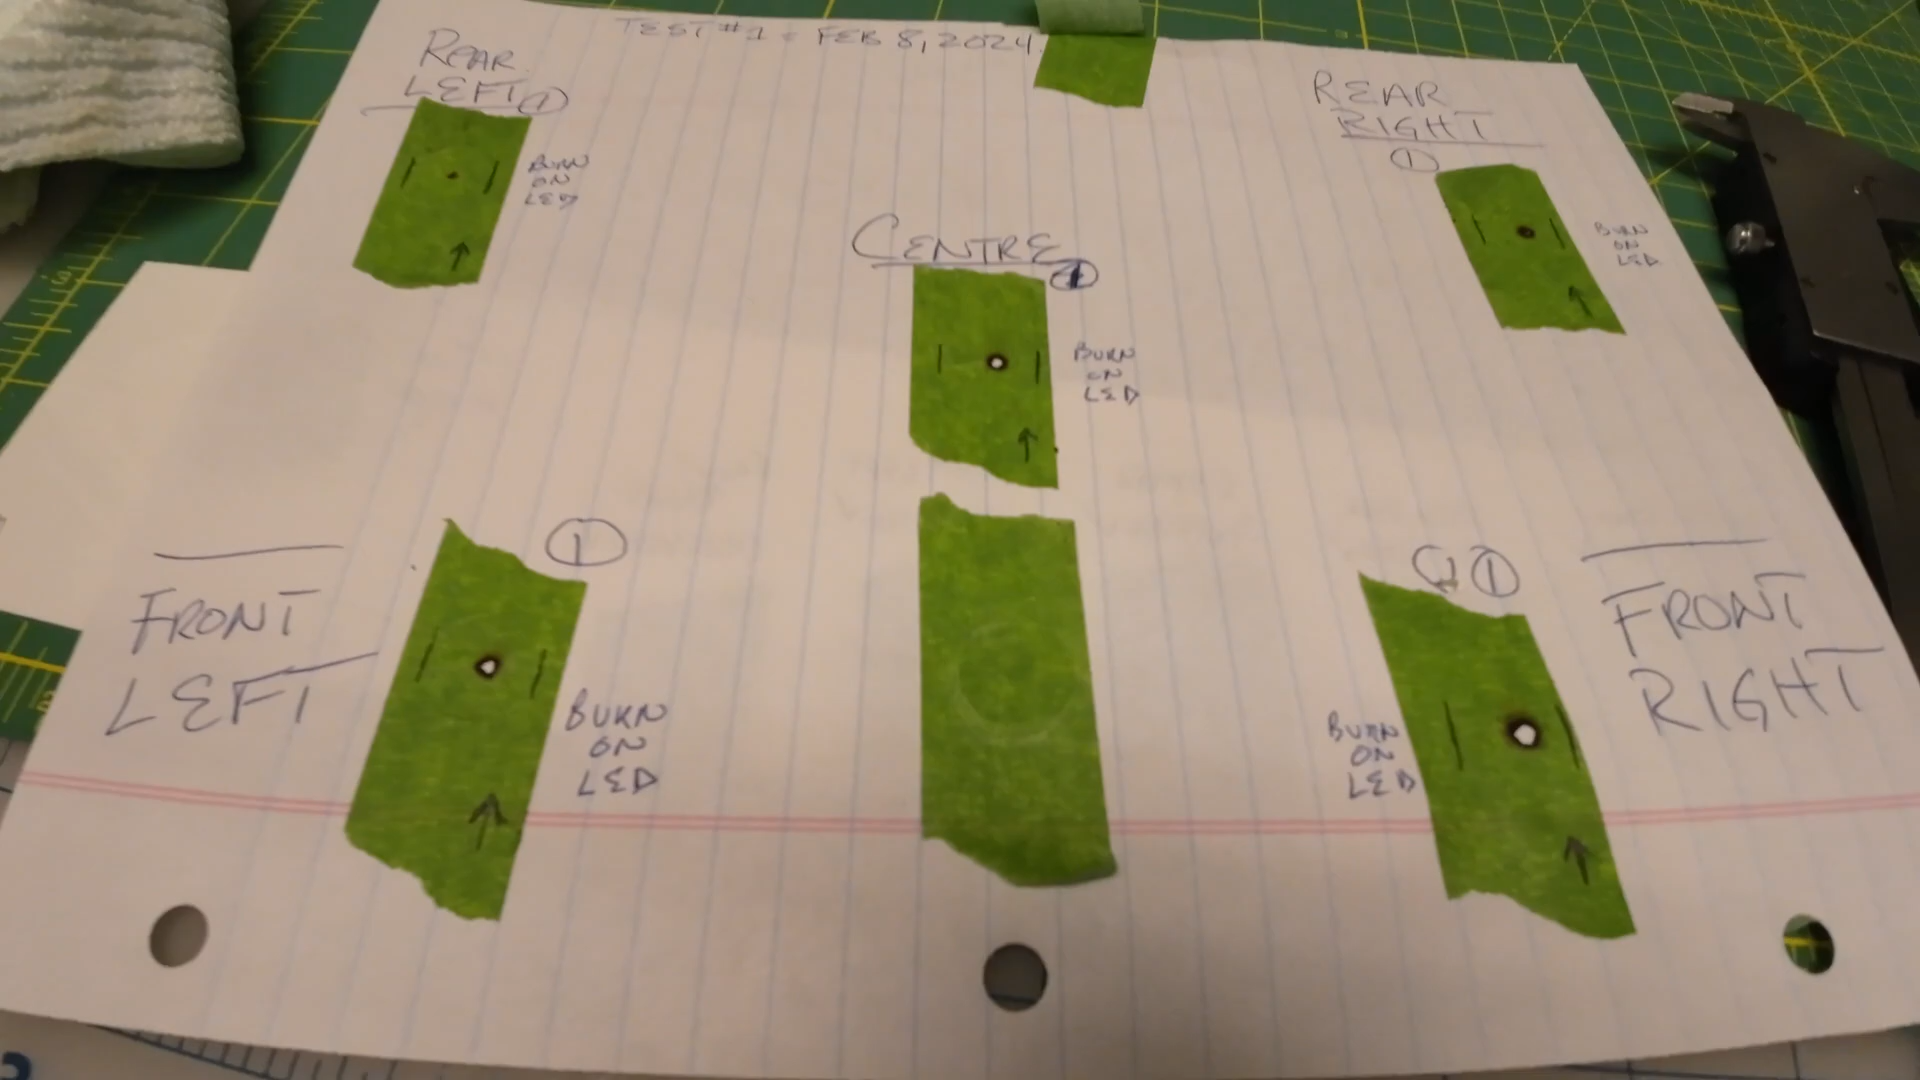 TEST #1 = FEB 8, 2024.
REAR
LEFT 1
BURN
ON
LED
REAR
RIGHT
1
BURN
ON
LED
CENTRE
BURN
ON
LED
FRONT
LEFT
1
BURN
ON
LED
1
FRONT
RIGHT
BURN
ON
LED